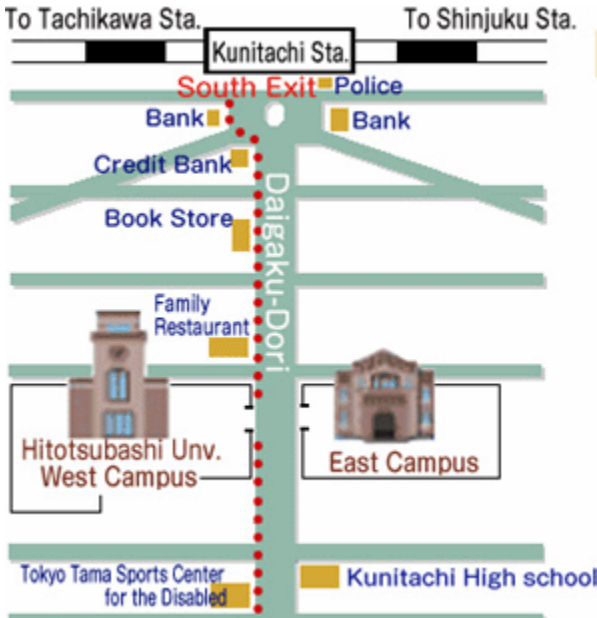 To Tachikawa Sta.
To Shinjuku Sta.
Kunitachi Sta.
South Exit
Police
Bank
Bank
Credit Bank
Daigaku-Dori
Book Store
Family
Restaurant
Hitotsubashi Unv.
West Campus
East Campus
Tokyo Tama Sports Center
for the Disabled
Kunitachi High school